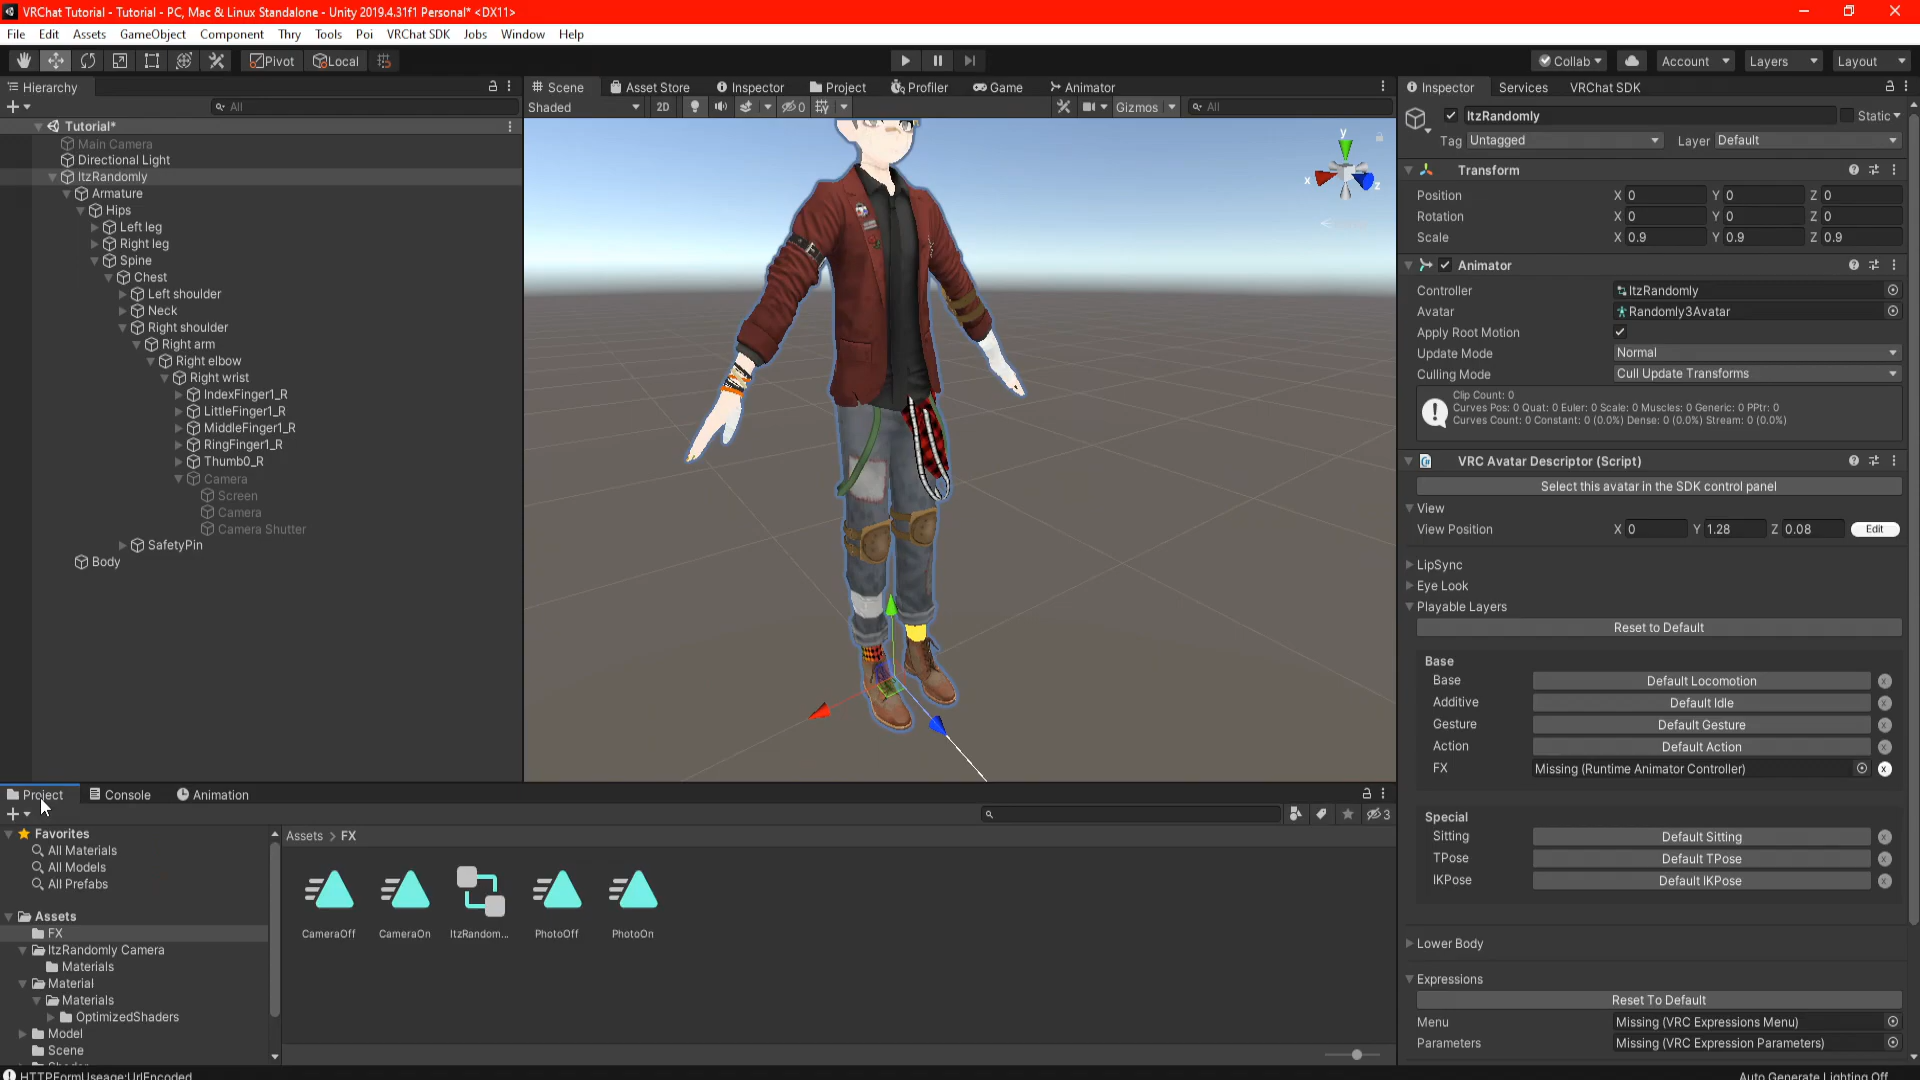 VRChat Tutorial - Tutorial - PC, Mac & Linux Standalone - Unity 2019.4.31f1 Personal* <DX11>
File Edit Assets GameObject Component Thry Tools Poi VRChat SDK Jobs Window Help
Pivot Local Collab Account Layers Layout
Hierarchy
All
Tutorial*
Main Camera
Directional Light
ItzRandomly
Armature
Hips
Left leg
Right leg
Spine
Chest
Left shoulder
Neck
Right shoulder
Right arm
Right elbow
Right wrist
IndexFinger1_R
LittleFinger1_R
MiddleFinger1_R
RingFinger1_R
Thumb0_R
Camera
Screen
Camera
Camera Shutter
SafetyPin
Body
Scene Asset Store Inspector Project Profiler Game Animator
Shaded 2D 0 Gizmos All
y
x z
Inspector Services VRChat SDK
ItzRandomly Static
Tag Untagged Layer Default
Transform
Position X 0 Y 0 Z 0
Rotation X 0 Y 0 Z 0
Scale X 0.9 Y 0.9 Z 0.9
Animator
Controller ItzRandomly
Avatar Randomly3Avatar
Apply Root Motion
Update Mode Normal
Culling Mode Cull Update Transforms
Clip Count: 0
Curves Pos: 0 Quat: 0 Euler: 0 Scale: 0 Muscles: 0 Generic: 0 PPtr: 0
Curves Count: 0 Constant: 0 (0.0%) Dense: 0 (0.0%) Stream: 0 (0.0%)
VRC Avatar Descriptor (Script)
Select this avatar in the SDK control panel
View
View Position X 0 Y 1.28 Z 0.08 Edit
LipSync
Eye Look
Playable Layers
Reset to Default
Base
Base Default Locomotion
Additive Default Idle
Gesture Default Gesture
Action Default Action
FX Missing (Runtime Animator Controller)
Special
Sitting Default Sitting
TPose Default TPose
IKPose Default IKPose
Lower Body
Expressions
Reset To Default
Menu Missing (VRC Expressions Menu)
Parameters Missing (VRC Expression Parameters)
Project Console Animation
3
Favorites
All Materials
All Models
All Prefabs
Assets
FX
ItzRandomly Camera
Materials
Material
Materials
OptimizedShaders
Model
Scene
Assets > FX
CameraOff CameraOn ItzRandom... PhotoOff PhotoOn
HTTPFormUseage:UrlEncoded
Auto Generate Lighting Off